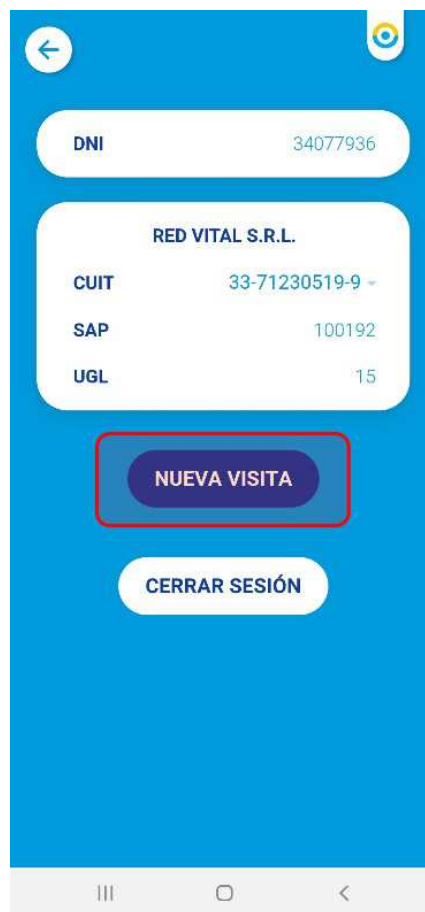 DNI 34077936
RED VITAL S.R.L.
CUIT 33-71230519-9
SAP 100192
UGL 15
NUEVA VISITA
CERRAR SESIÓN